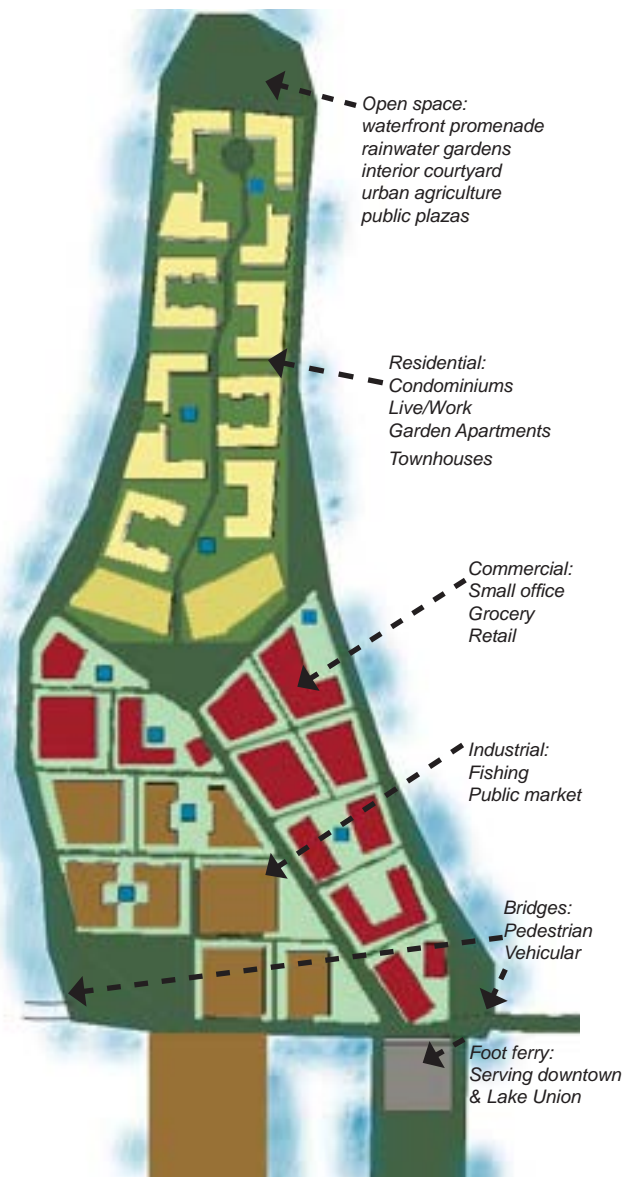 Open space:
waterfront promenade
rainwater gardens
interior courtyard
urban agriculture
public plazas
Residential:
Condominiums
Live/Work
Garden Apartments
Townhouses
Commercial:
Small office
Grocery
Retail
Industrial:
Fishing
Public market
Bridges:
Pedestrian
Vehicular
Foot ferry:
Serving downtown
& Lake Union